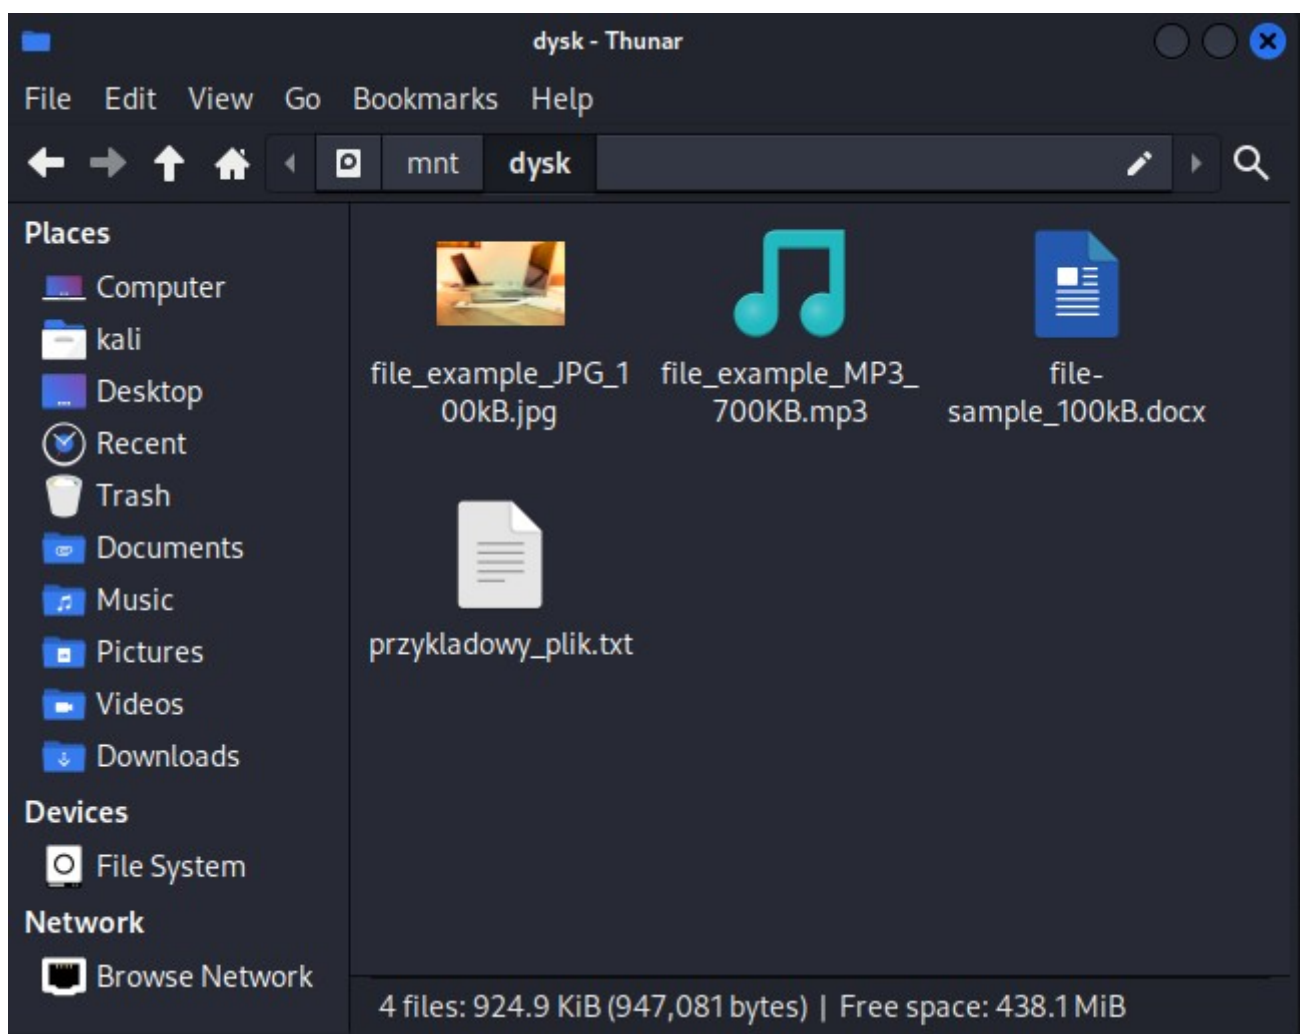 dysk - Thunar
File Edit View Go Bookmarks Help
mnt dysk
Places
Computer
kali
Desktop
Recent
Trash
Documents
Music
Pictures
Videos
Downloads
Devices
File System
Network
Browse Network
file_example_JPG_1
00kB.jpg
file_example_MP3_
700KB.mp3
file-
sample_100kB.docx
przykladowy_plik.txt
4 files: 924.9 KiB (947,081 bytes) | Free space: 438.1 MiB